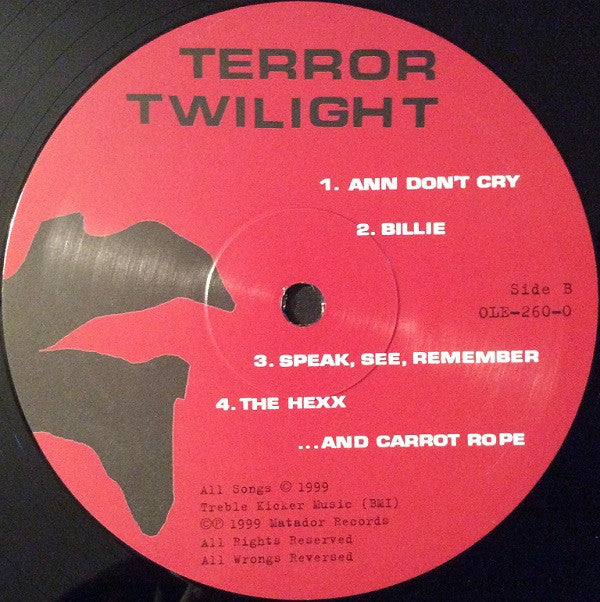 TERROR
TWILIGHT
1. ANN DON'T CRY
2. BILLIE
Side B
OLE-260-0
3. SPEAK, SEE, REMEMBER
4. THE HEXX
...AND CARROT ROPE
All Songs © 1999
Treble Kicker Music (BMI)
©℗ 1999 Matador Records
All Rights Reserved
All Wrongs Reversed